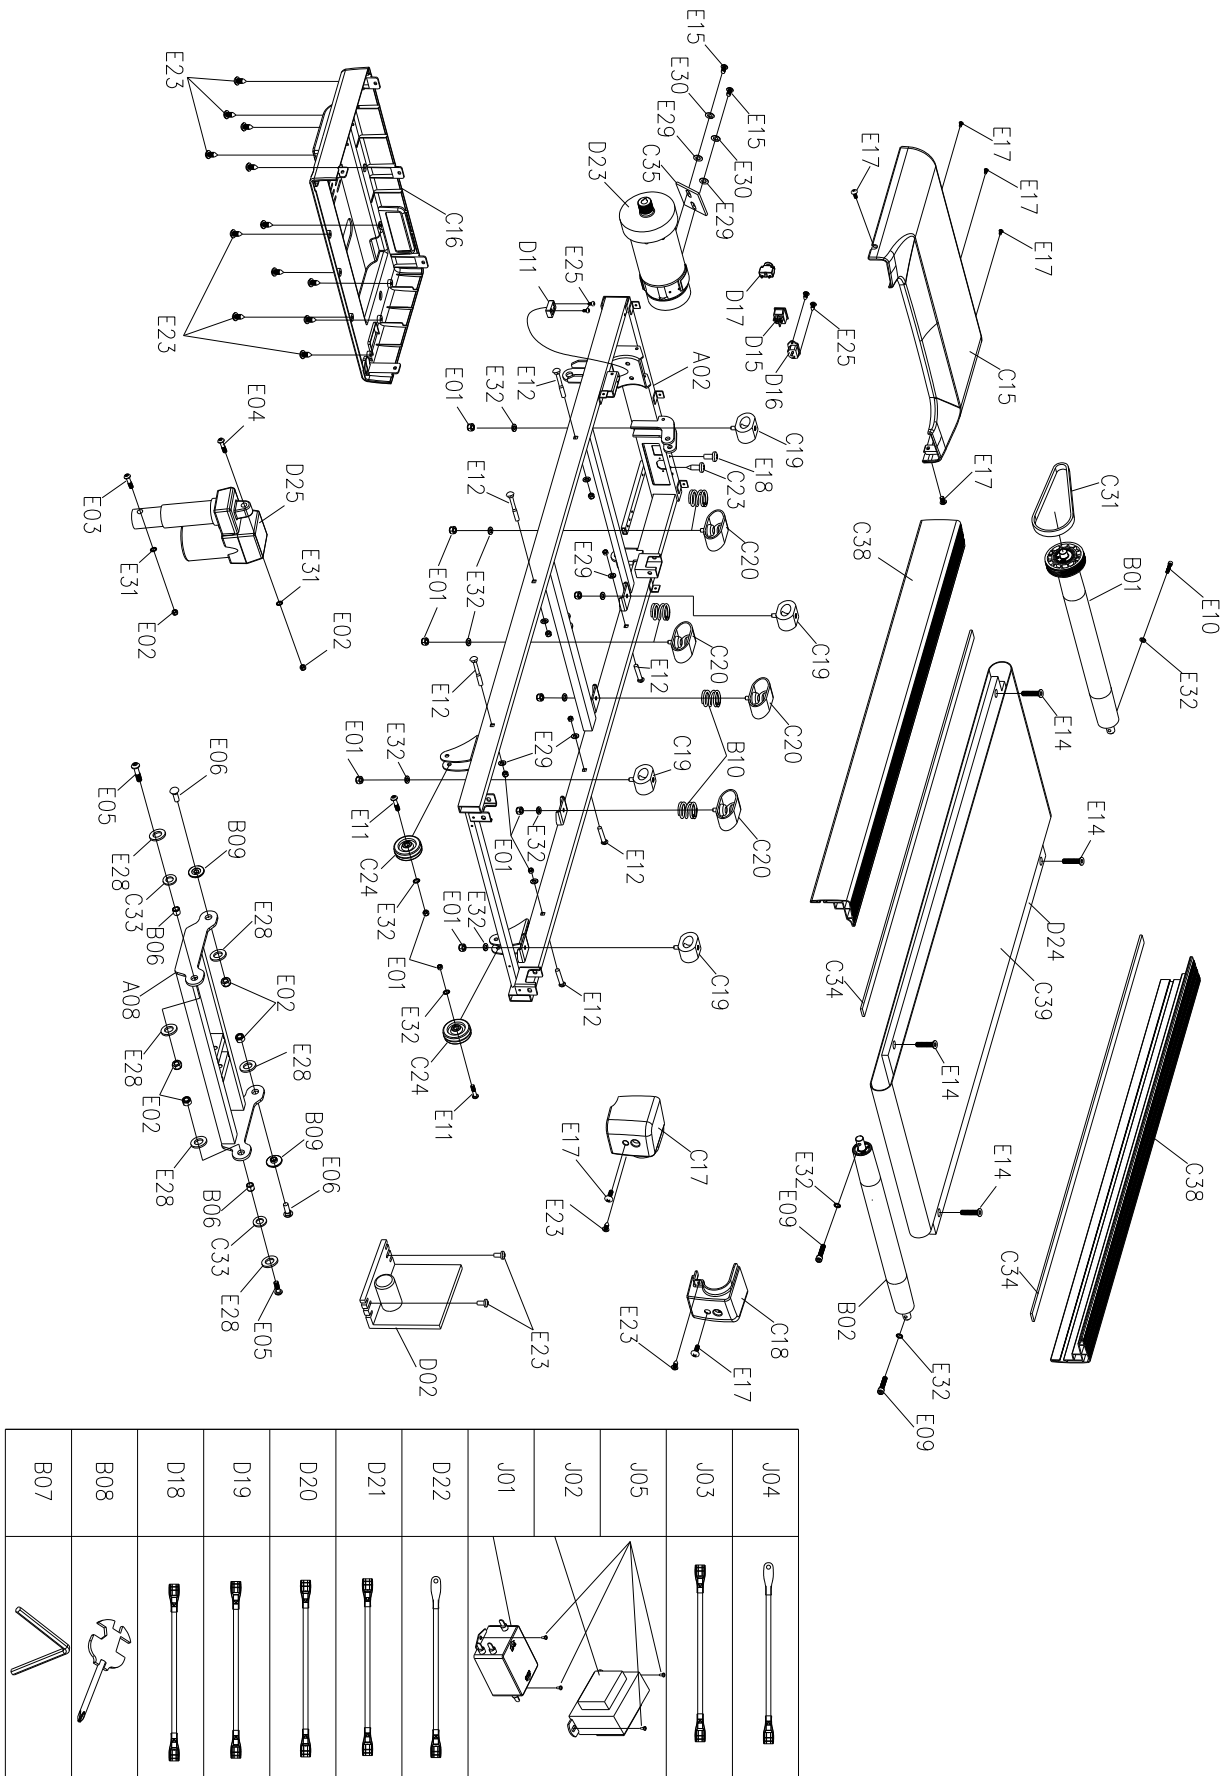 E15
E30
E29
C35
D23
E15
E30
E29
E17
E17
E17
E17
E17
C15
E23
E23
C16
D11
E25
D17
D15
D16
E25
A02
E12
E32
E01
C19
E18
C23
E04
D25
E03
E31
E02
E31
E02
E12
E32
E01
C20
C31
B01
E10
E32
C38
E29
E32
E01
C19
C20
E12
E12
E14
E14
E14
E14
C34
D24
C39
C20
B10
C20
E29
E01
E32
C19
E11
C24
E32
E01
E01
E32
E12
E01
E32
C19
E12
E32
C24
E11
E06
E05
E28
C33
B06
B09
A08
E28
E02
E28
E02
E28
E28
B09
E06
B06
C33
E28
E05
C17
E17
E23
C18
E23
E17
D02
E23
E32
E09
B02
E32
E09
C34
C38
J04
J03
J05
J02
J01
D22
D21
D20
D19
D18
B08
B07